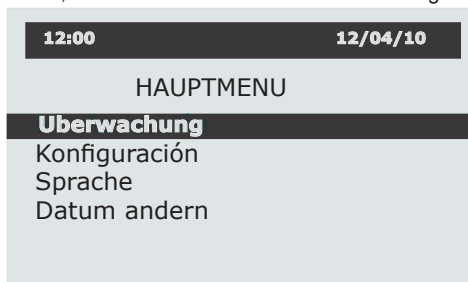 12:00 12/04/10
HAUPTMENU
Uberwachung
Konfiguración
Sprache
Datum andern